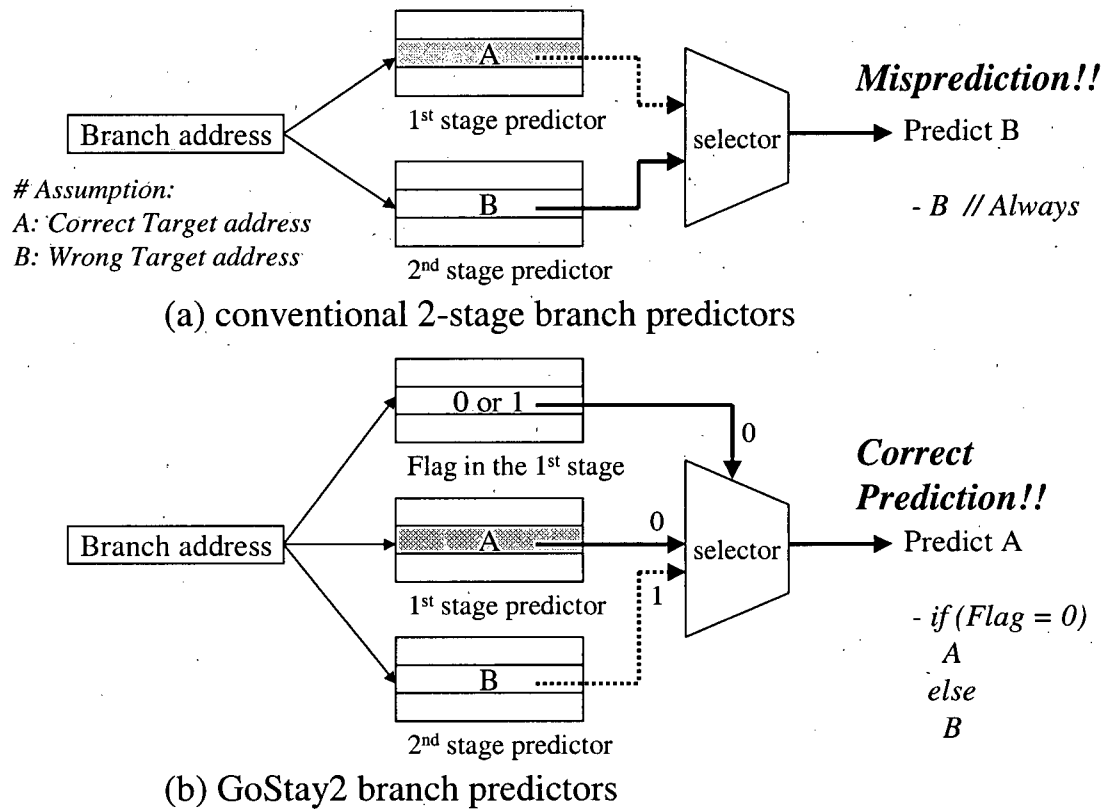 A
1st stage predictor
Branch address
selector
Misprediction!!
Predict B
# Assumption:
A: Correct Target address
B: Wrong Target address
B
2nd stage predictor
- B // Always
(a) conventional 2-stage branch predictors
0 or 1
Flag in the 1st stage
0
Branch address
A
1st stage predictor
0
1
selector
Correct
Prediction!!
Predict A
B
2nd stage predictor
- if (Flag = 0)
A
else
B
(b) GoStay2 branch predictors